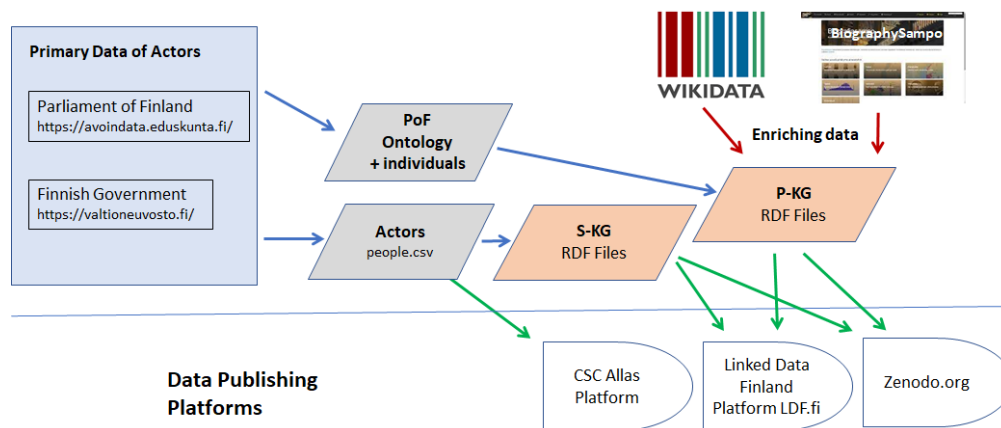 Primary Data of Actors
Parliament of Finland
https://avoindata.eduskunta.fi/
Finnish Government
https://valtioneuvosto.fi/
PoF
Ontology
+ individuals
Actors
people.csv
S-KG
RDF Files
WIKIDATA
BiographySampo
Enriching data
P-KG
RDF Files
Data Publishing
Platforms
CSC Allas
Platform
Linked Data
Finland
Platform LDF.fi
Zenodo.org